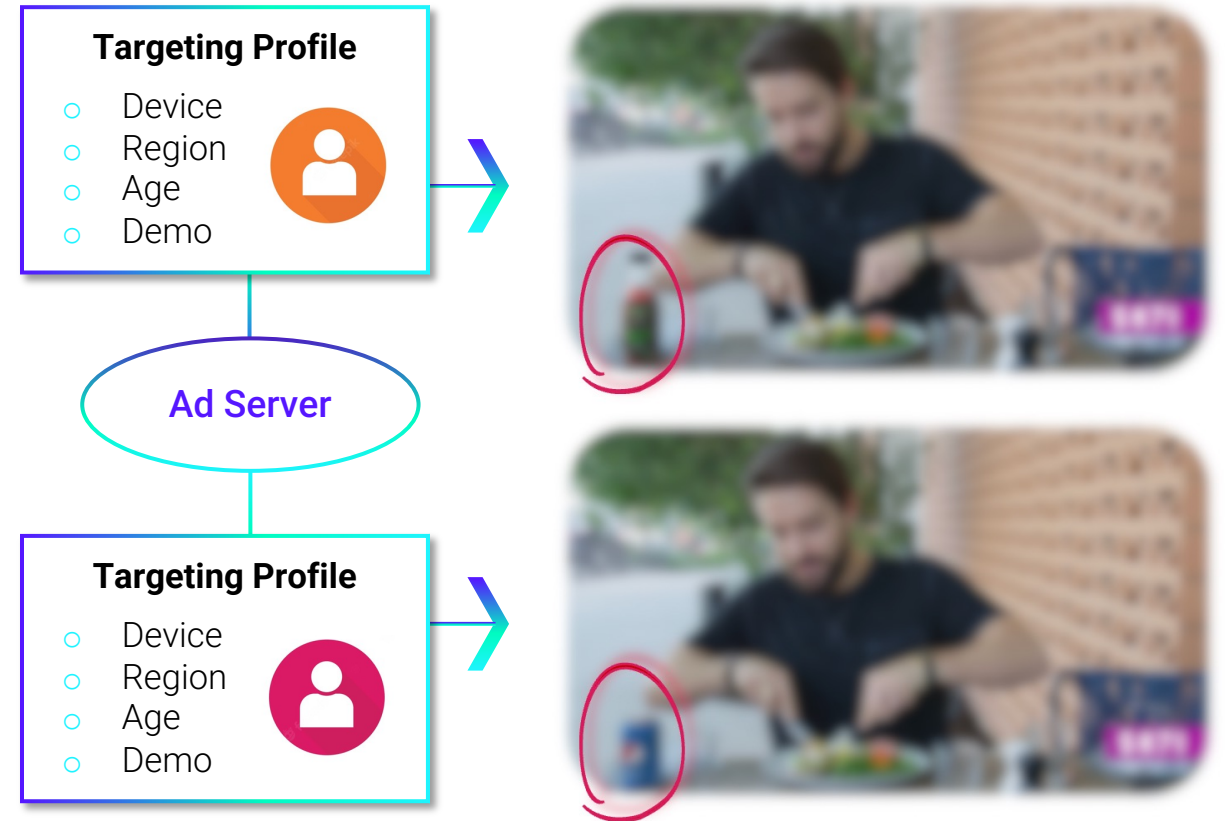 Targeting Profile
Device
Region
Age
Demo
Ad Server
Targeting Profile
Device
Region
Age
Demo